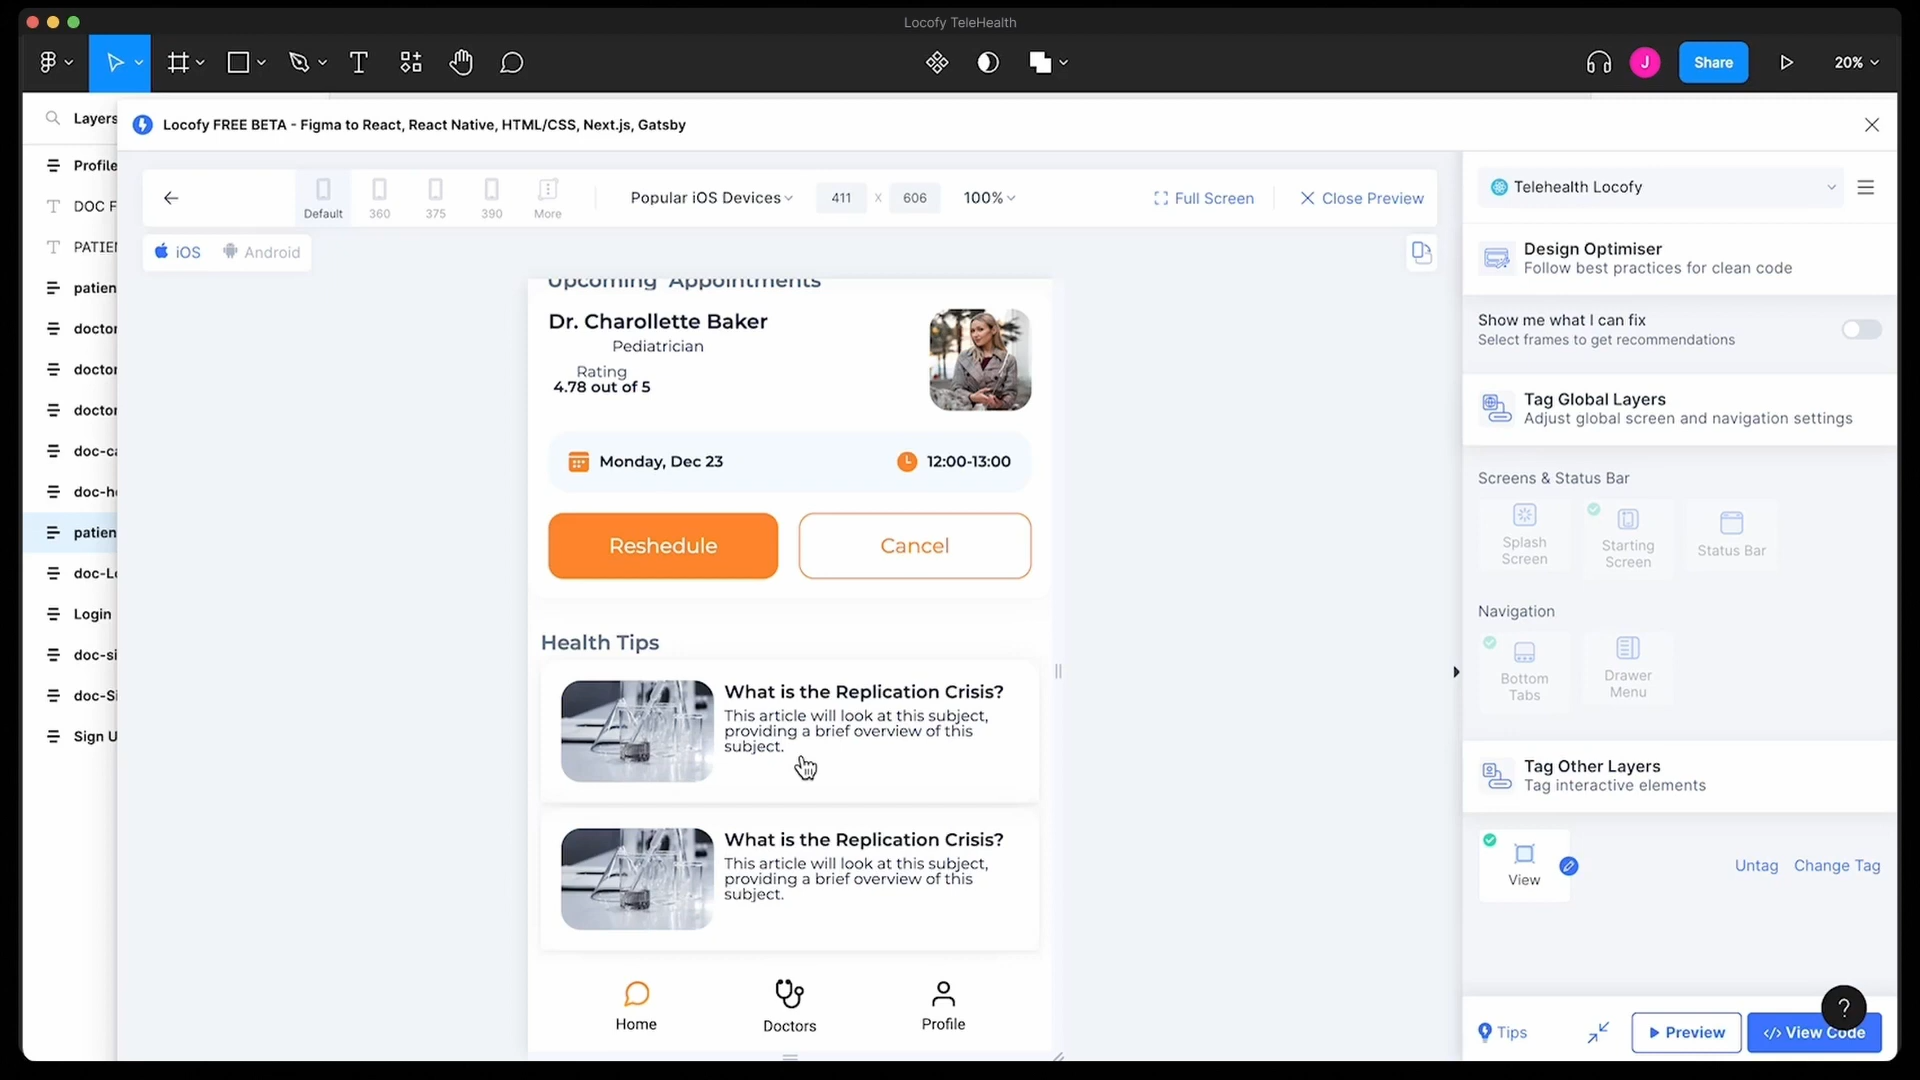 Locofy TeleHealth
J
Share
20%
Layers
Locofy FREE BETA - Figma to React, React Native, HTML/CSS, Next.js, Gatsby
Profile
DOC F
PATIEN
patien
doctor
doctor
doctor
doc-ca
doc-he
patien
doc-Lo
Login
doc-si
doc-Si
Sign U
Default
360
375
390
More
Popular iOS Devices
411 x 606
100%
Full Screen
Close Preview
iOS
Android
Upcoming Appointments
Dr. Charollette Baker
Pediatrician
Rating
4.78 out of 5
Monday, Dec 23
12:00-13:00
Reshedule
Cancel
Health Tips
What is the Replication Crisis?
This article will look at this subject,
providing a brief overview of this
subject.
What is the Replication Crisis?
This article will look at this subject,
providing a brief overview of this
subject.
Home
Doctors
Profile
Telehealth Locofy
Design Optimiser
Follow best practices for clean code
Show me what I can fix
Select frames to get recommendations
Tag Global Layers
Adjust global screen and navigation settings
Screens & Status Bar
Splash
Screen
Starting
Screen
Status Bar
Navigation
Bottom
Tabs
Drawer
Menu
Tag Other Layers
Tag interactive elements
View
Untag
Change Tag
?
Tips
Preview
</> View Code